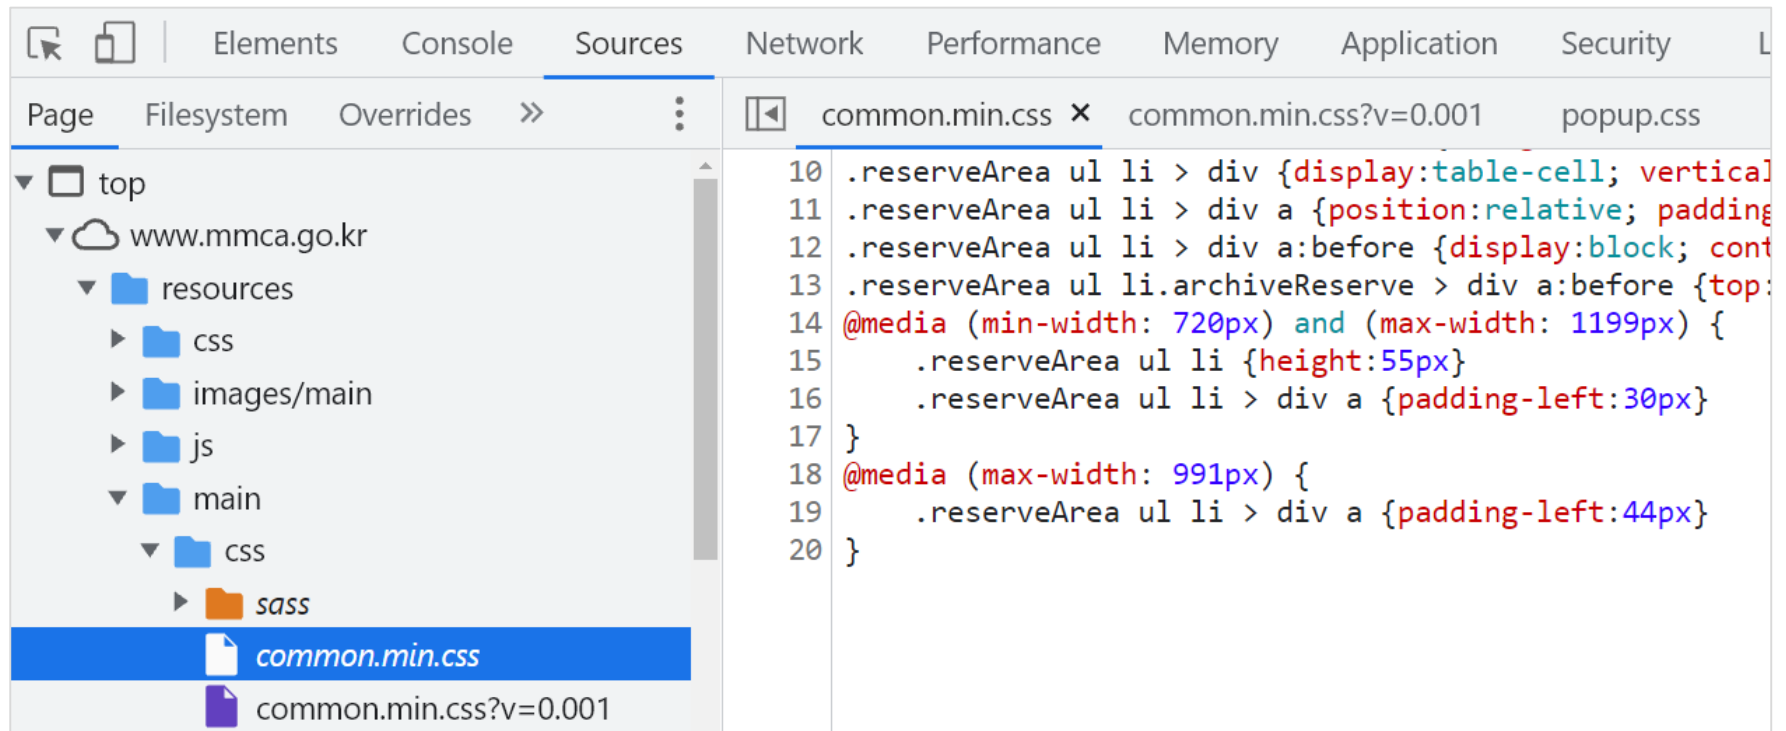 Elements Console Sources Network Performance Memory Application Security L
Page Filesystem Overrides »
common.min.css × common.min.css?v=0.001 popup.css
top
www.mmca.go.kr
resources
css
images/main
js
main
css
sass
common.min.css
common.min.css?v=0.001
10 .reserveArea ul li > div {display:table-cell; vertical
11 .reserveArea ul li > div a {position:relative; padding
12 .reserveArea ul li > div a:before {display:block; cont
13 .reserveArea ul li.archiveReserve > div a:before {top:
14 @media (min-width: 720px) and (max-width: 1199px) {
15 .reserveArea ul li {height:55px}
16 .reserveArea ul li > div a {padding-left:30px}
17 }
18 @media (max-width: 991px) {
19 .reserveArea ul li > div a {padding-left:44px}
20 }